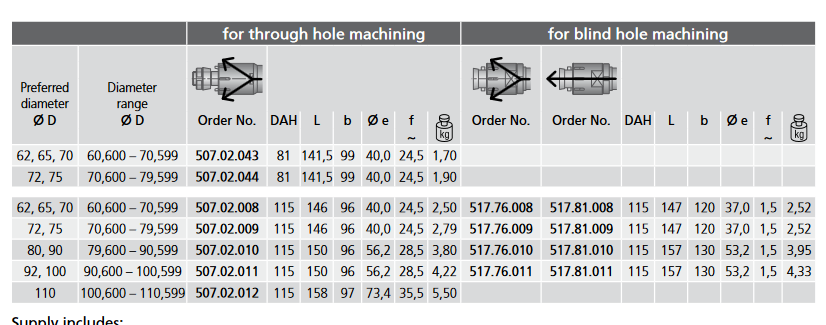 for through hole machining for blind hole machining
Preferred diameter Ø D Diameter range Ø D Order No. DAH L b Ø e f ~ kg Order No. Order No. DAH L b Ø e f ~ kg
62, 65, 70 60,600 – 70,599 507.02.043 81 141,5 99 40,0 24,5 1,70
72, 75 70,600 – 79,599 507.02.044 81 141,5 99 40,0 24,5 1,90
62, 65, 70 60,600 – 70,599 507.02.008 115 146 96 40,0 24,5 2,50 517.76.008 517.81.008 115 147 120 37,0 1,5 2,52
72, 75 70,600 – 79,599 507.02.009 115 146 96 40,0 24,5 2,79 517.76.009 517.81.009 115 147 120 37,0 1,5 2,52
80, 90 79,600 – 90,599 507.02.010 115 150 96 56,2 28,5 3,80 517.76.010 517.81.010 115 157 130 53,2 1,5 3,95
92, 100 90,600 – 100,599 507.02.011 115 150 96 56,2 28,5 4,22 517.76.011 517.81.011 115 157 130 53,2 1,5 4,33
110 100,600 – 110,599 507.02.012 115 158 97 73,4 35,5 5,50
Supply includes: